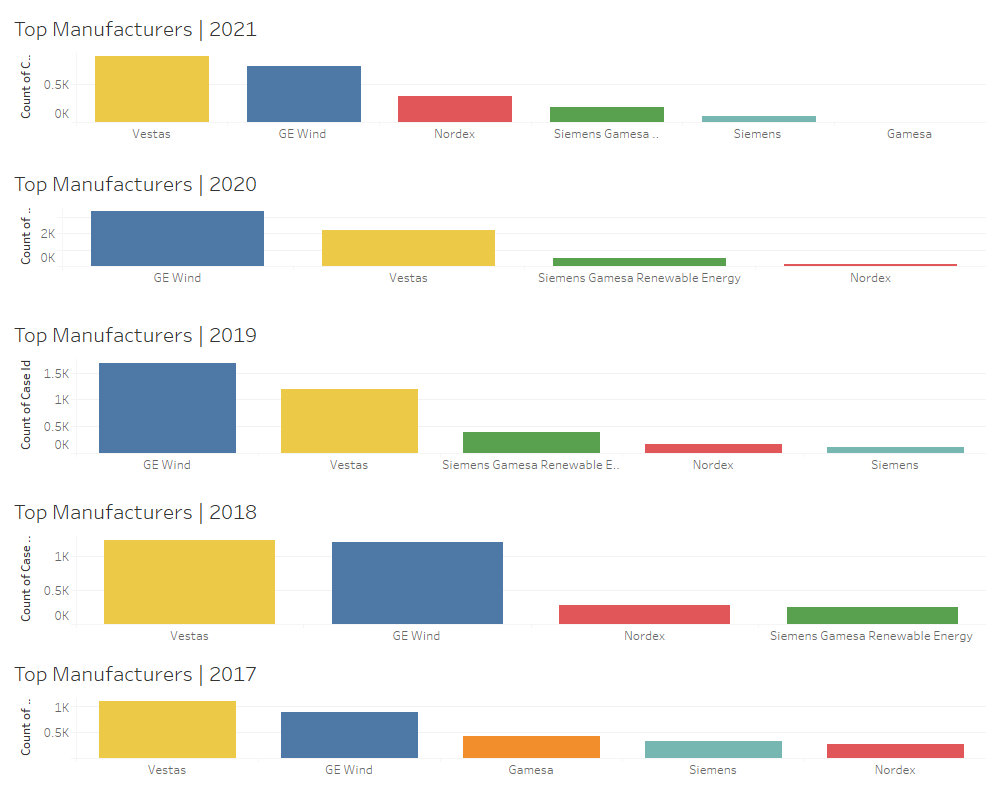 Top Manufacturers | 2021
Count of C..
0.5K
0K
Vestas GE Wind Nordex Siemens Gamesa .. Siemens Gamesa
Top Manufacturers | 2020
Count of ..
2K
0K
GE Wind Vestas Siemens Gamesa Renewable Energy Nordex
Top Manufacturers | 2019
Count of Case Id
1.5K
1K
0.5K
0K
GE Wind Vestas Siemens Gamesa Renewable E.. Nordex Siemens
Top Manufacturers | 2018
Count of Case ..
1K
0.5K
0K
Vestas GE Wind Nordex Siemens Gamesa Renewable Energy
Top Manufacturers | 2017
Count of ..
1K
0.5K
Vestas GE Wind Gamesa Siemens Nordex